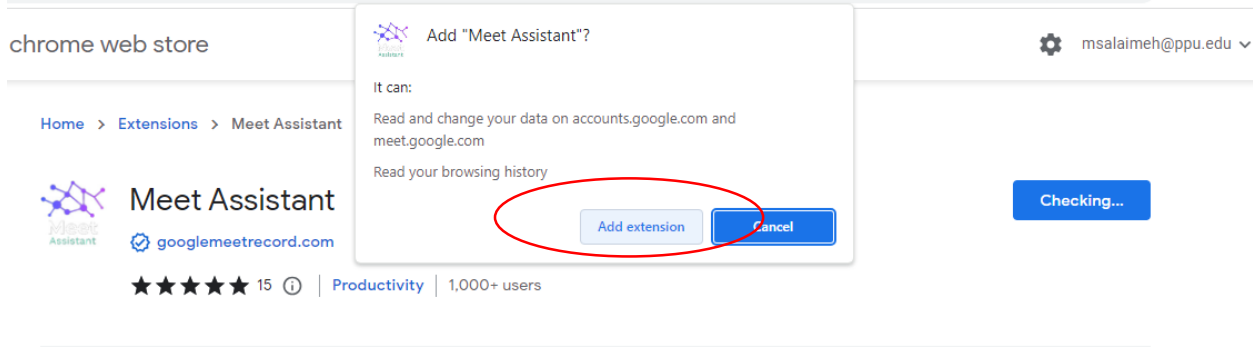 chrome web store
Add "Meet Assistant"?
msalaimeh@ppu.edu
It can:
Read and change your data on accounts.google.com and
meet.google.com
Read your browsing history
Add extension Cancel
Home > Extensions > Meet Assistant
Meet Assistant
Checking...
Meet
Assistant
googlemeetrecord.com
15 | Productivity | 1,000+ users